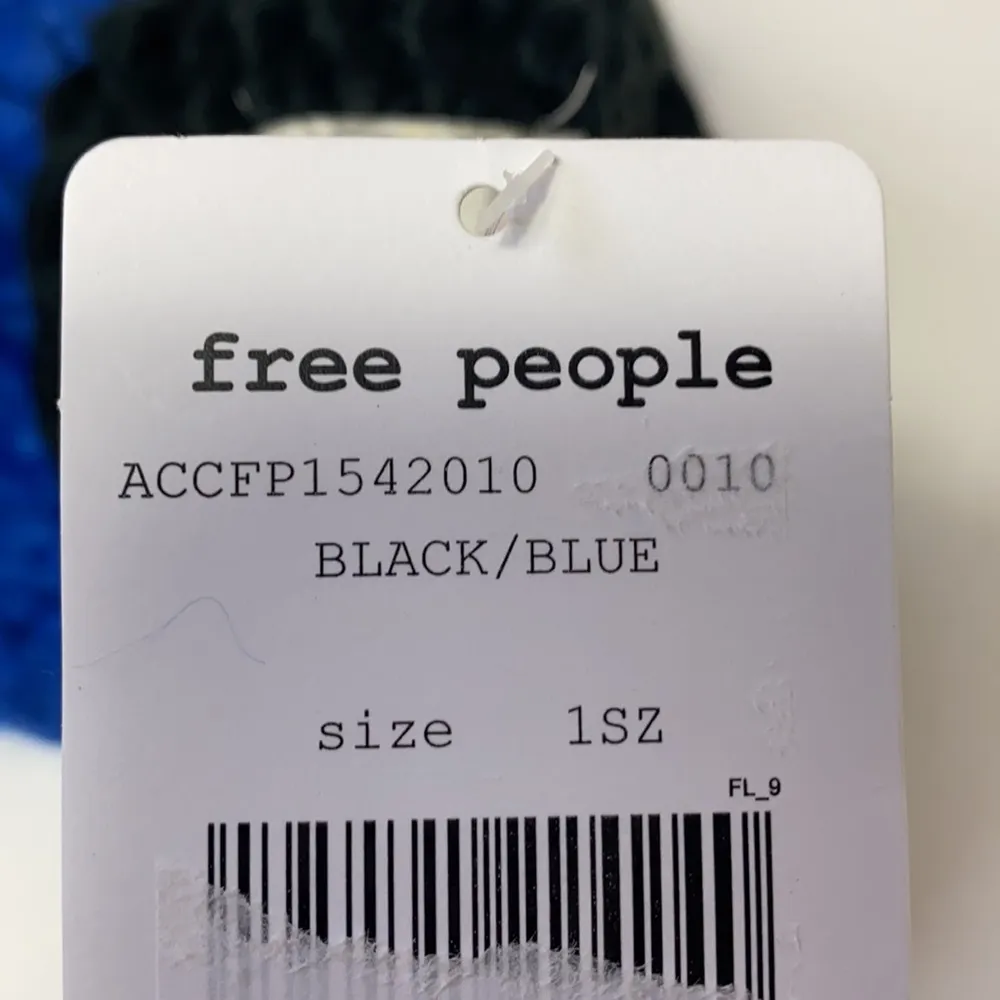 free people
ACCFP1542010 0010
BLACK/BLUE
size 1SZ
FL_9